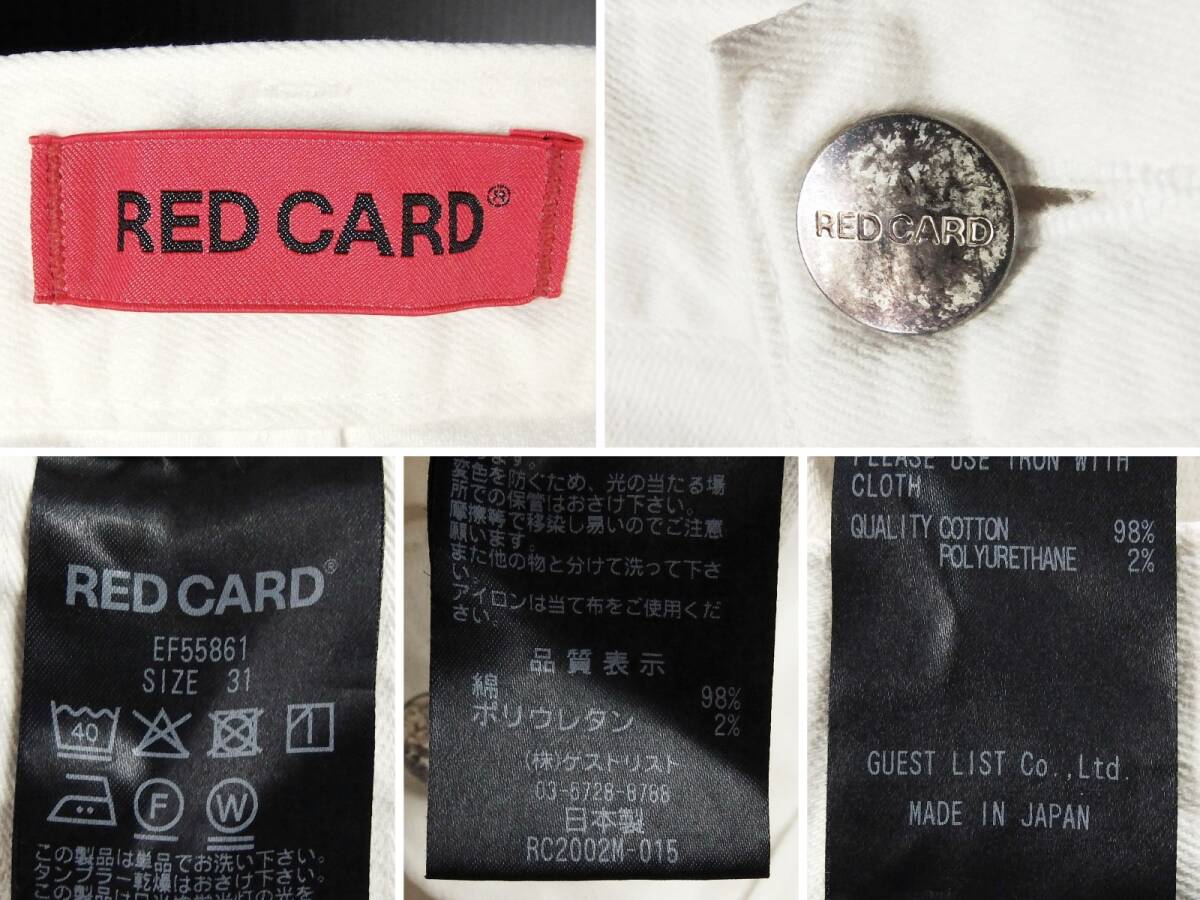 RED CARD®
RED CARD
RED CARD®
EF55861
SIZE 31
40
1
F
W
この製品は単品でお洗い下さい。
タンブラー乾燥はおさけ下さい。
ます。
変色を防ぐため、光の当たる場
所での保管はおさけ下さい。
摩擦等で移染し易いのでご注意
願います。
また他の物と分けて洗って下さ
い。
アイロンは当て布をご使用くだ
さい。
品質表示
綿 98%
ポリウレタン 2%
(株)ゲストリスト
03-6728-8788
日本製
RC2002M-015
PLEASE USE IRON WITH
CLOTH
QUALITY COTTON 98%
POLYURETHANE 2%
GUEST LIST Co.,Ltd.
MADE IN JAPAN